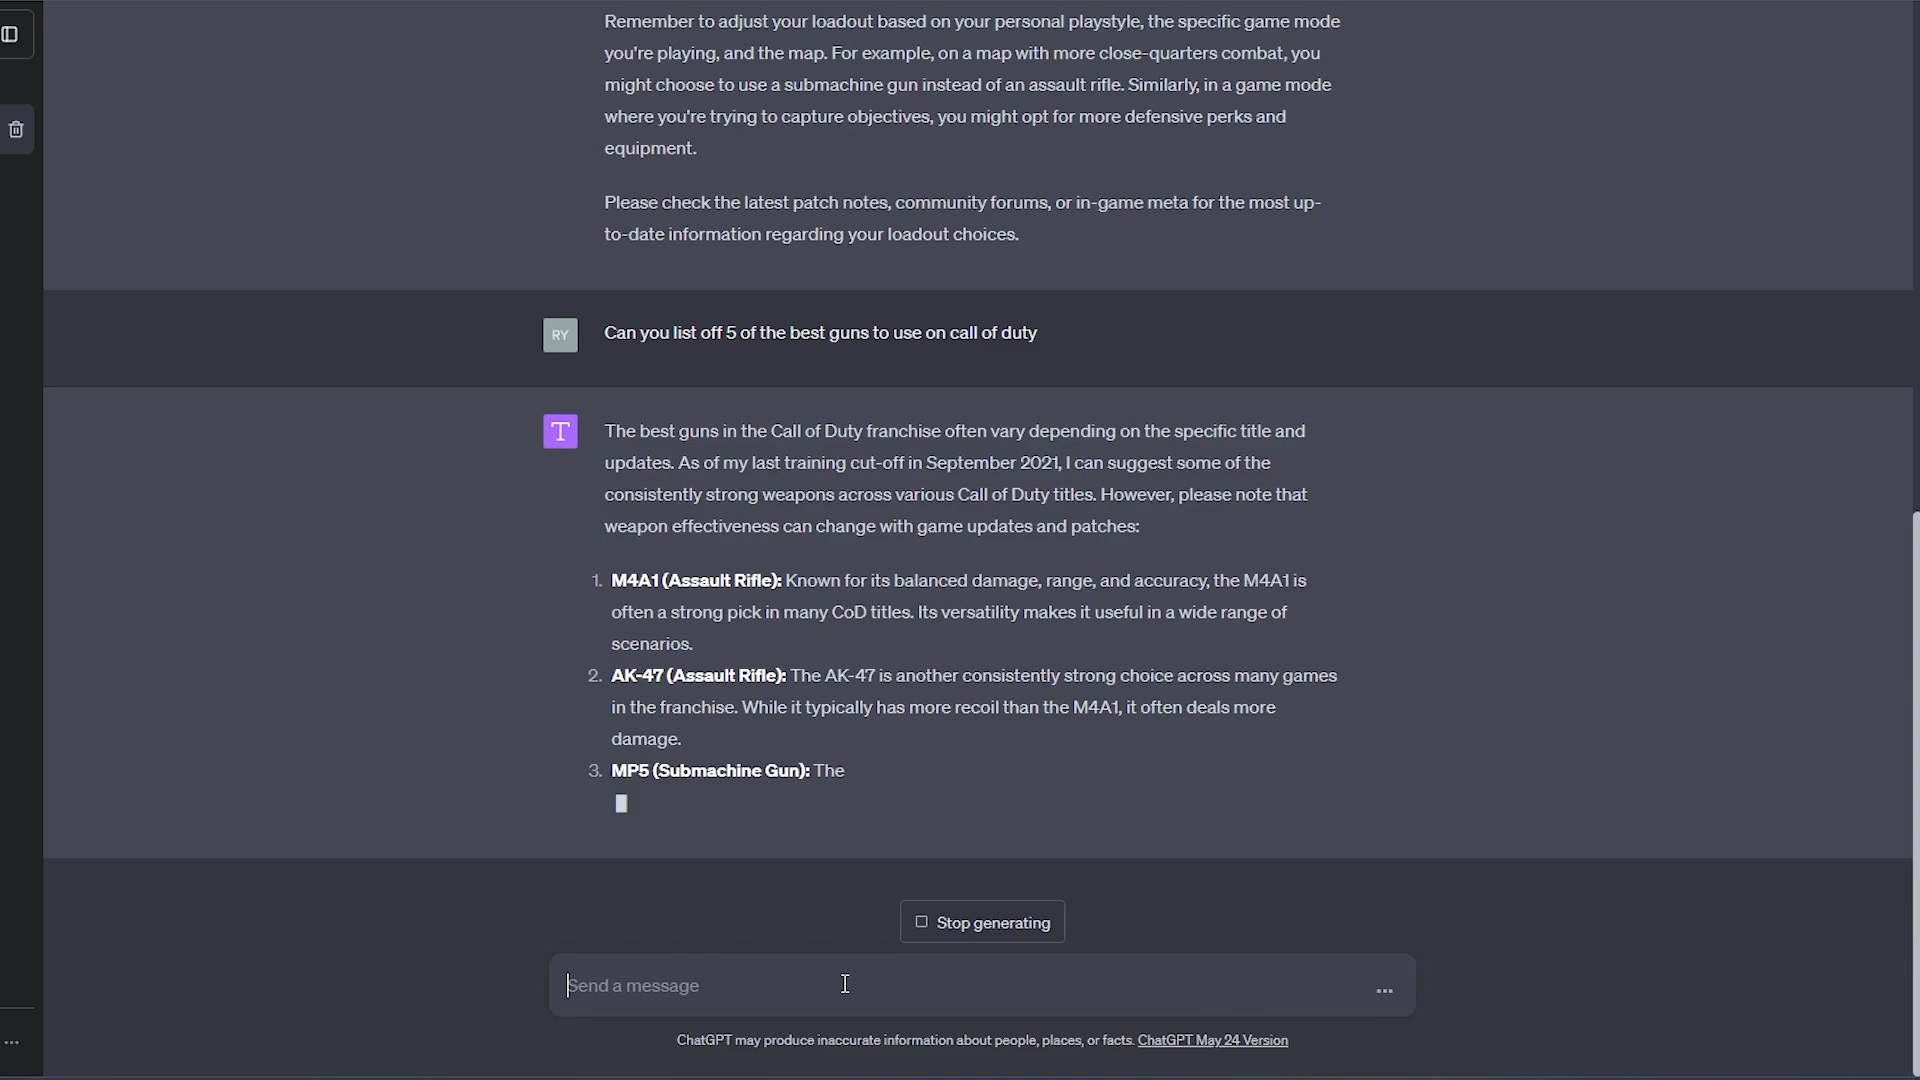 Remember to adjust your loadout based on your personal playstyle, the specific game mode
you're playing, and the map. For example, on a map with more close-quarters combat, you
might choose to use a submachine gun instead of an assault rifle. Similarly, in a game mode
where you're trying to capture objectives, you might opt for more defensive perks and
equipment.
Please check the latest patch notes, community forums, or in-game meta for the most up-
to-date information regarding your loadout choices.
RY
Can you list off 5 of the best guns to use on call of duty
T
The best guns in the Call of Duty franchise often vary depending on the specific title and
updates. As of my last training cut-off in September 2021, I can suggest some of the
consistently strong weapons across various Call of Duty titles. However, please note that
weapon effectiveness can change with game updates and patches:
1. M4A1 (Assault Rifle): Known for its balanced damage, range, and accuracy, the M4A1 is
often a strong pick in many CoD titles. Its versatility makes it useful in a wide range of
scenarios.
2. AK-47 (Assault Rifle): The AK-47 is another consistently strong choice across many games
in the franchise. While it typically has more recoil than the M4A1, it often deals more
damage.
3. MP5 (Submachine Gun): The
Stop generating
Send a message
ChatGPT may produce inaccurate information about people, places, or facts. ChatGPT May 24 Version